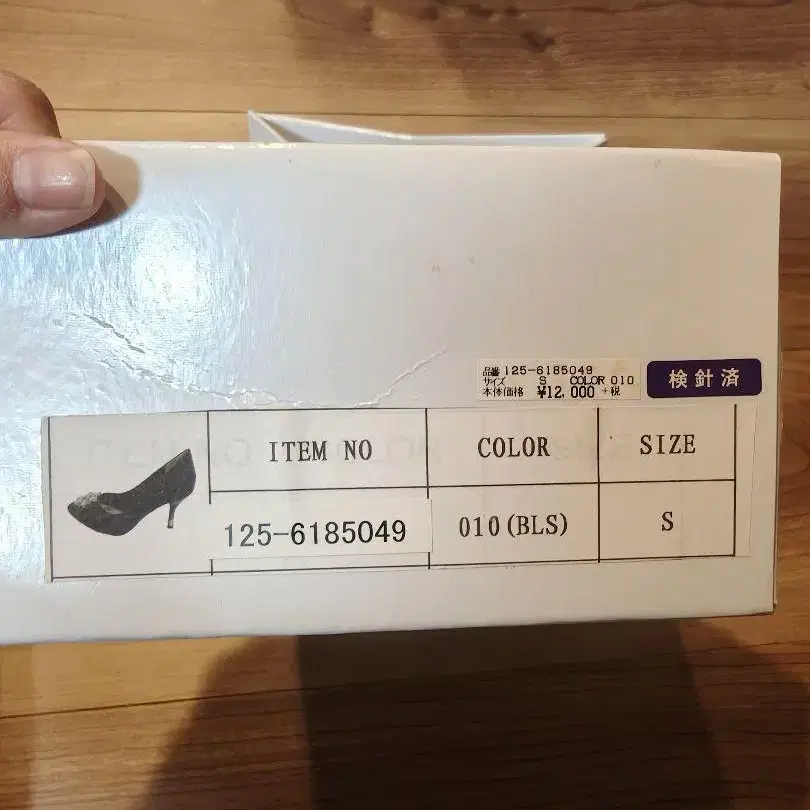 品番 125-6185049
サイズ S COLOR 010
本体価格 ¥12,000 +税
検針済
ITEM NO COLOR SIZE
125-6185049 010(BLS) S